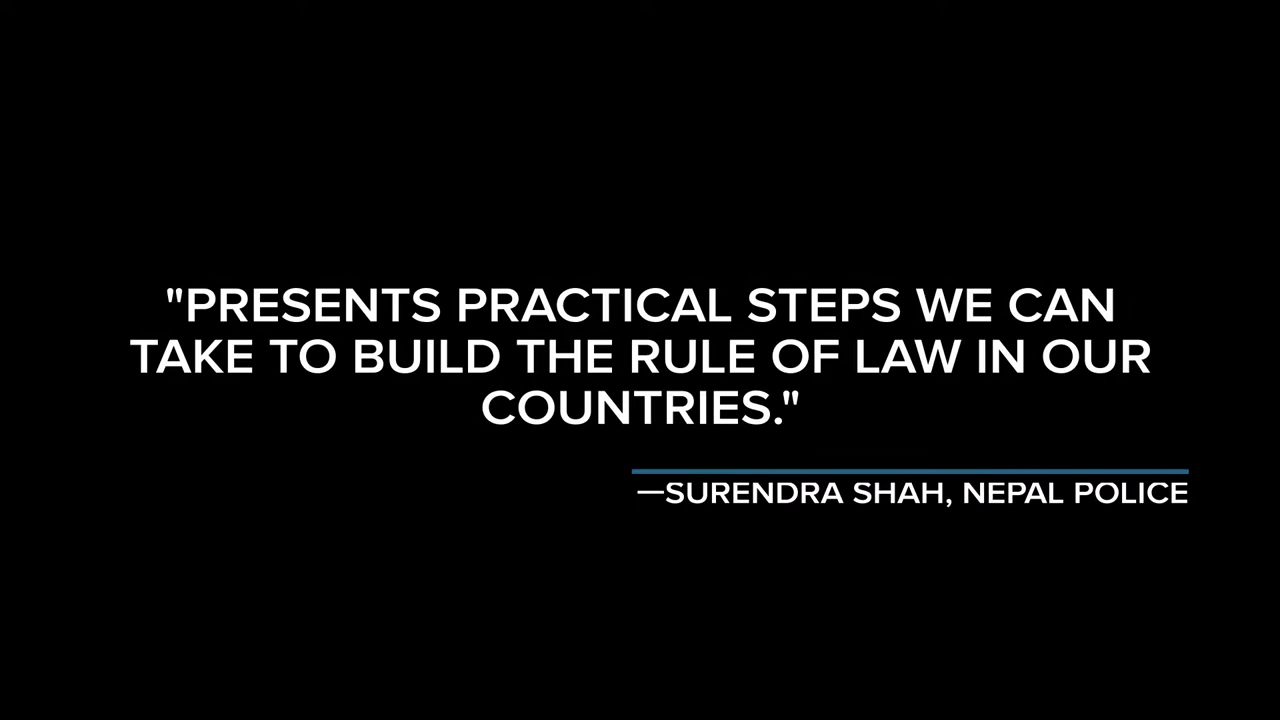 "PRESENTS PRACTICAL STEPS WE CAN
TAKE TO BUILD THE RULE OF LAW IN OUR
COUNTRIES."
—SURENDRA SHAH, NEPAL POLICE